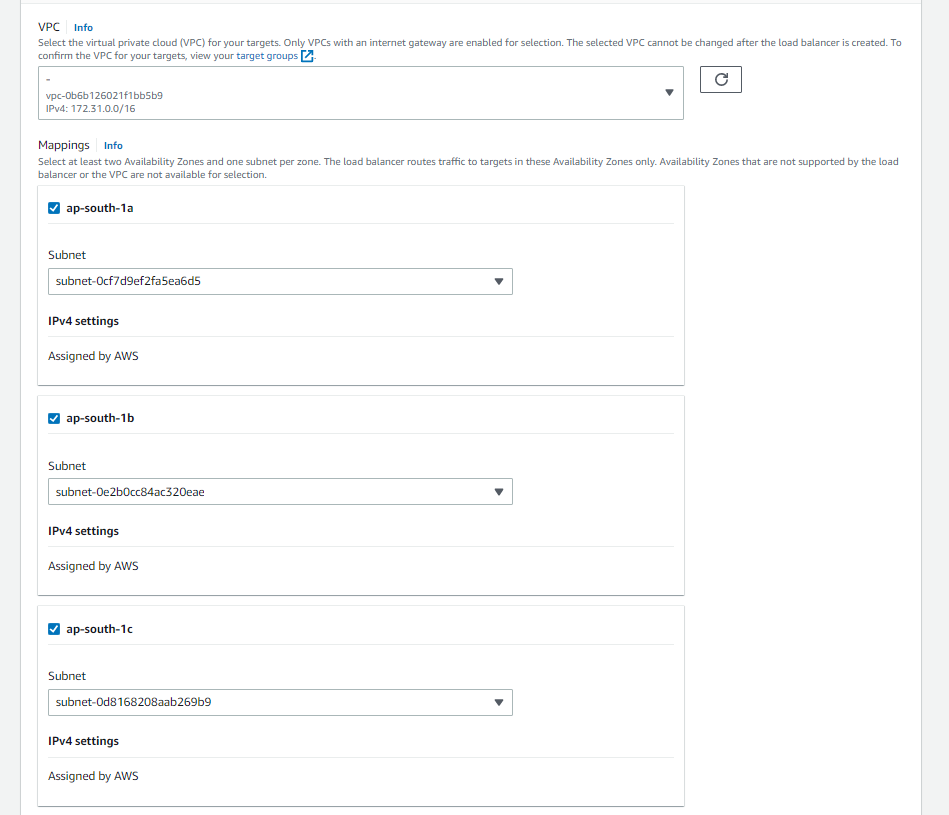 VPC Info
Select the virtual private cloud (VPC) for your targets. Only VPCs with an internet gateway are enabled for selection. The selected VPC cannot be changed after the load balancer is created. To
confirm the VPC for your targets, view your target groups.
-
vpc-0b6b126021f1bb5b9
IPv4: 172.31.0.0/16
Mappings Info
Select at least two Availability Zones and one subnet per zone. The load balancer routes traffic to targets in these Availability Zones only. Availability Zones that are not supported by the load
balancer or the VPC are not available for selection.
ap-south-1a
Subnet
subnet-0cf7d9ef2fa5ea6d5
IPv4 settings
Assigned by AWS
ap-south-1b
Subnet
subnet-0e2b0cc84ac320eae
IPv4 settings
Assigned by AWS
ap-south-1c
Subnet
subnet-0d8168208aab269b9
IPv4 settings
Assigned by AWS